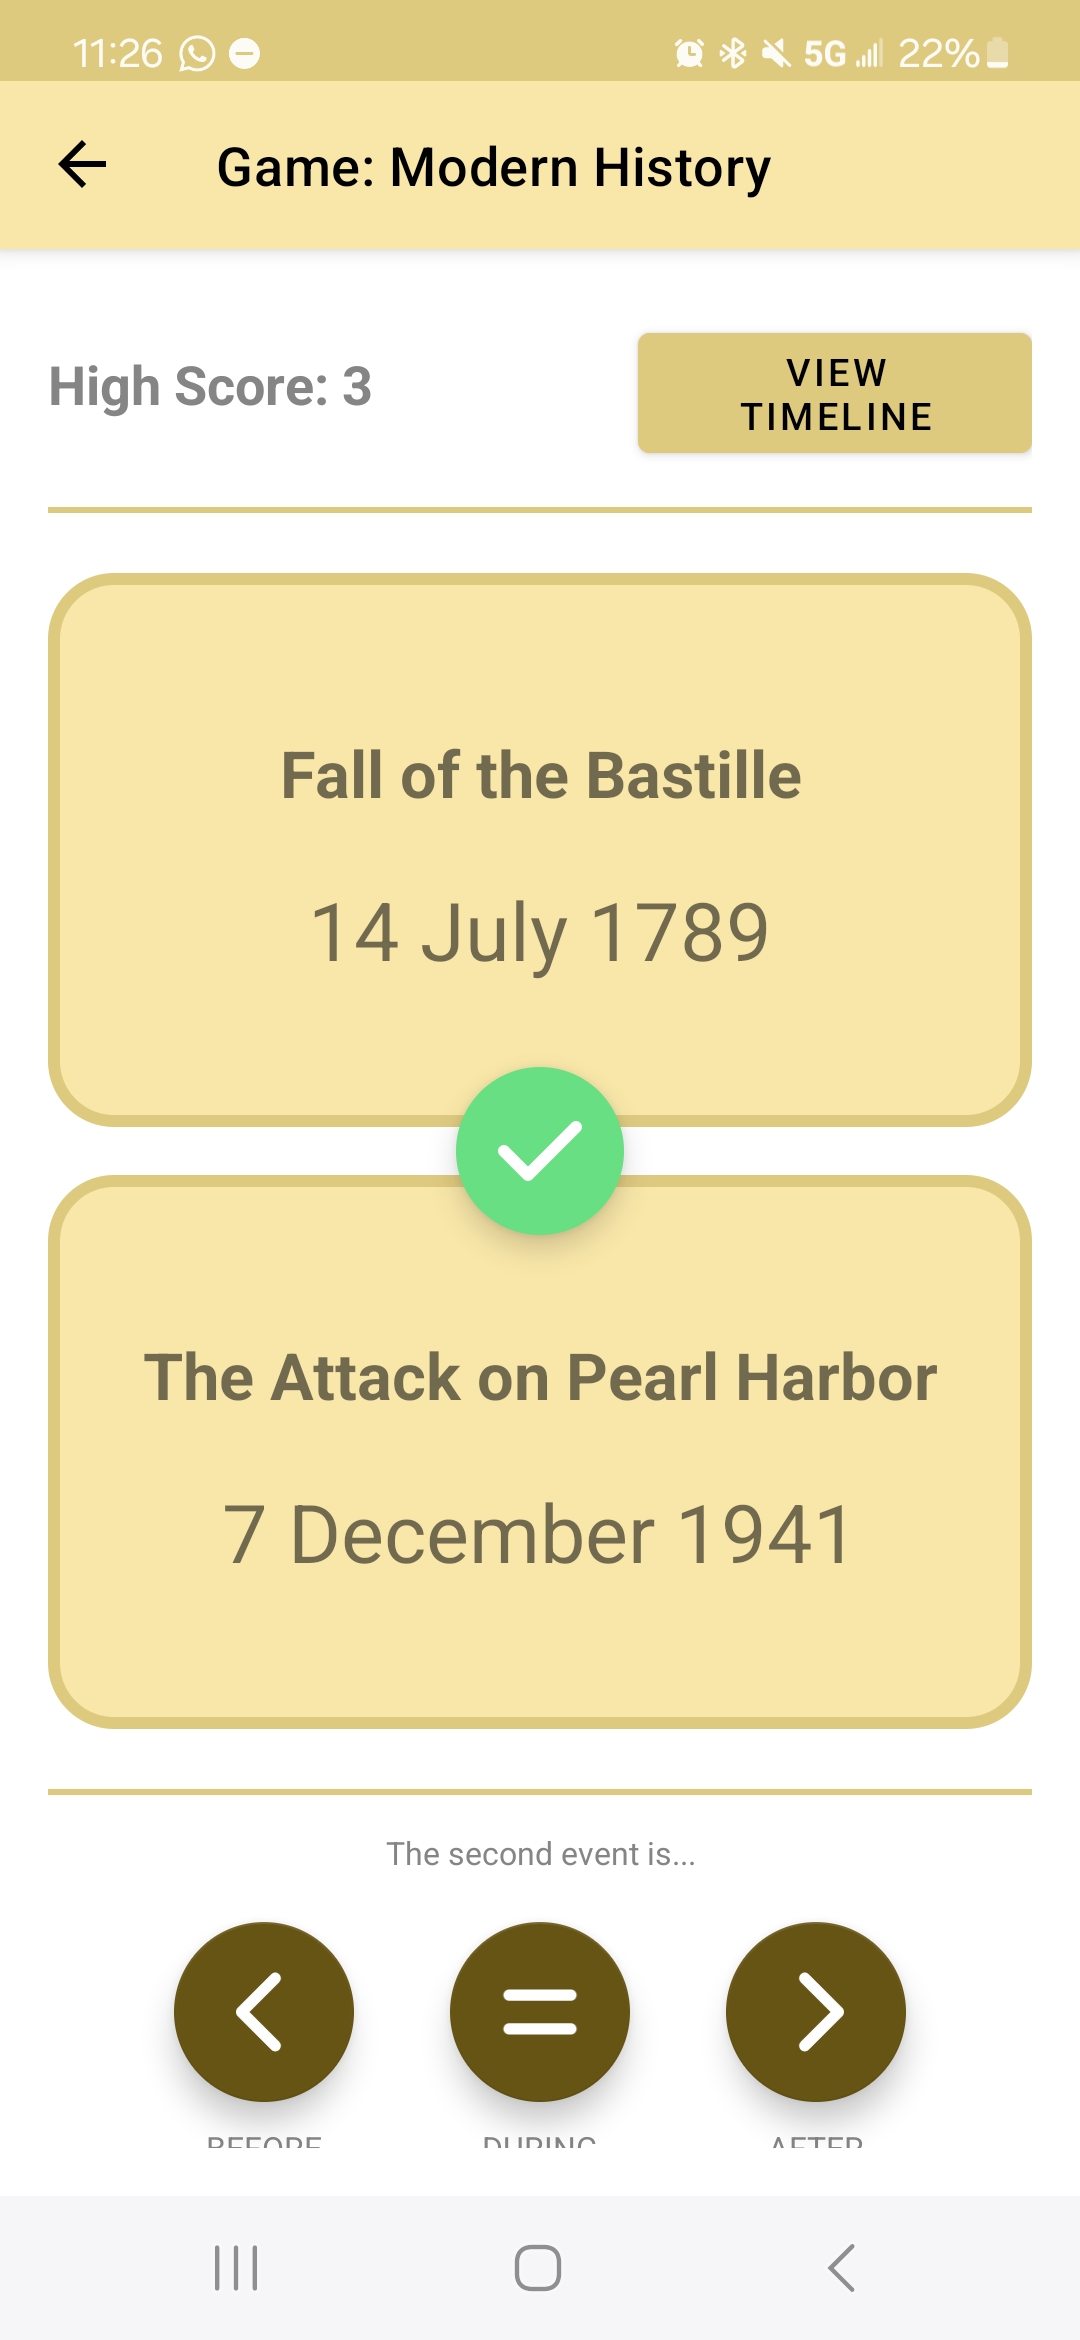 11:26 5G 22%
Game: Modern History
High Score: 3
VIEW
TIMELINE
Fall of the Bastille
14 July 1789
The Attack on Pearl Harbor
7 December 1941
The second event is...
BEFORE DURING AFTER